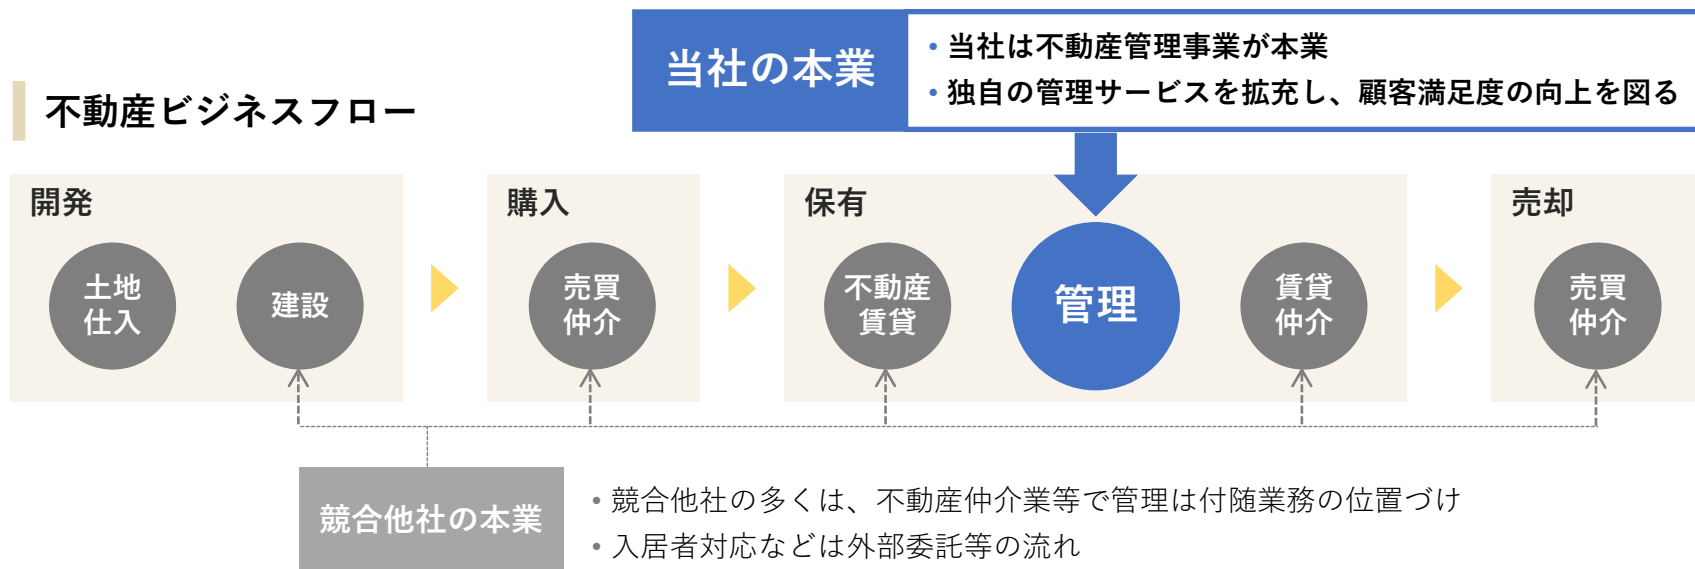 当社の本業
・当社は不動産管理事業が本業
・独自の管理サービスを拡充し、顧客満足度の向上を図る
不動産ビジネスフロー
開発
土地
仕入
建設
購入
売買
仲介
保有
不動産
賃貸
管理
賃貸
仲介
売却
売買
仲介
競合他社の本業
・競合他社の多くは、不動産仲介業等で管理は付随業務の位置づけ
・入居者対応などは外部委託等の流れ